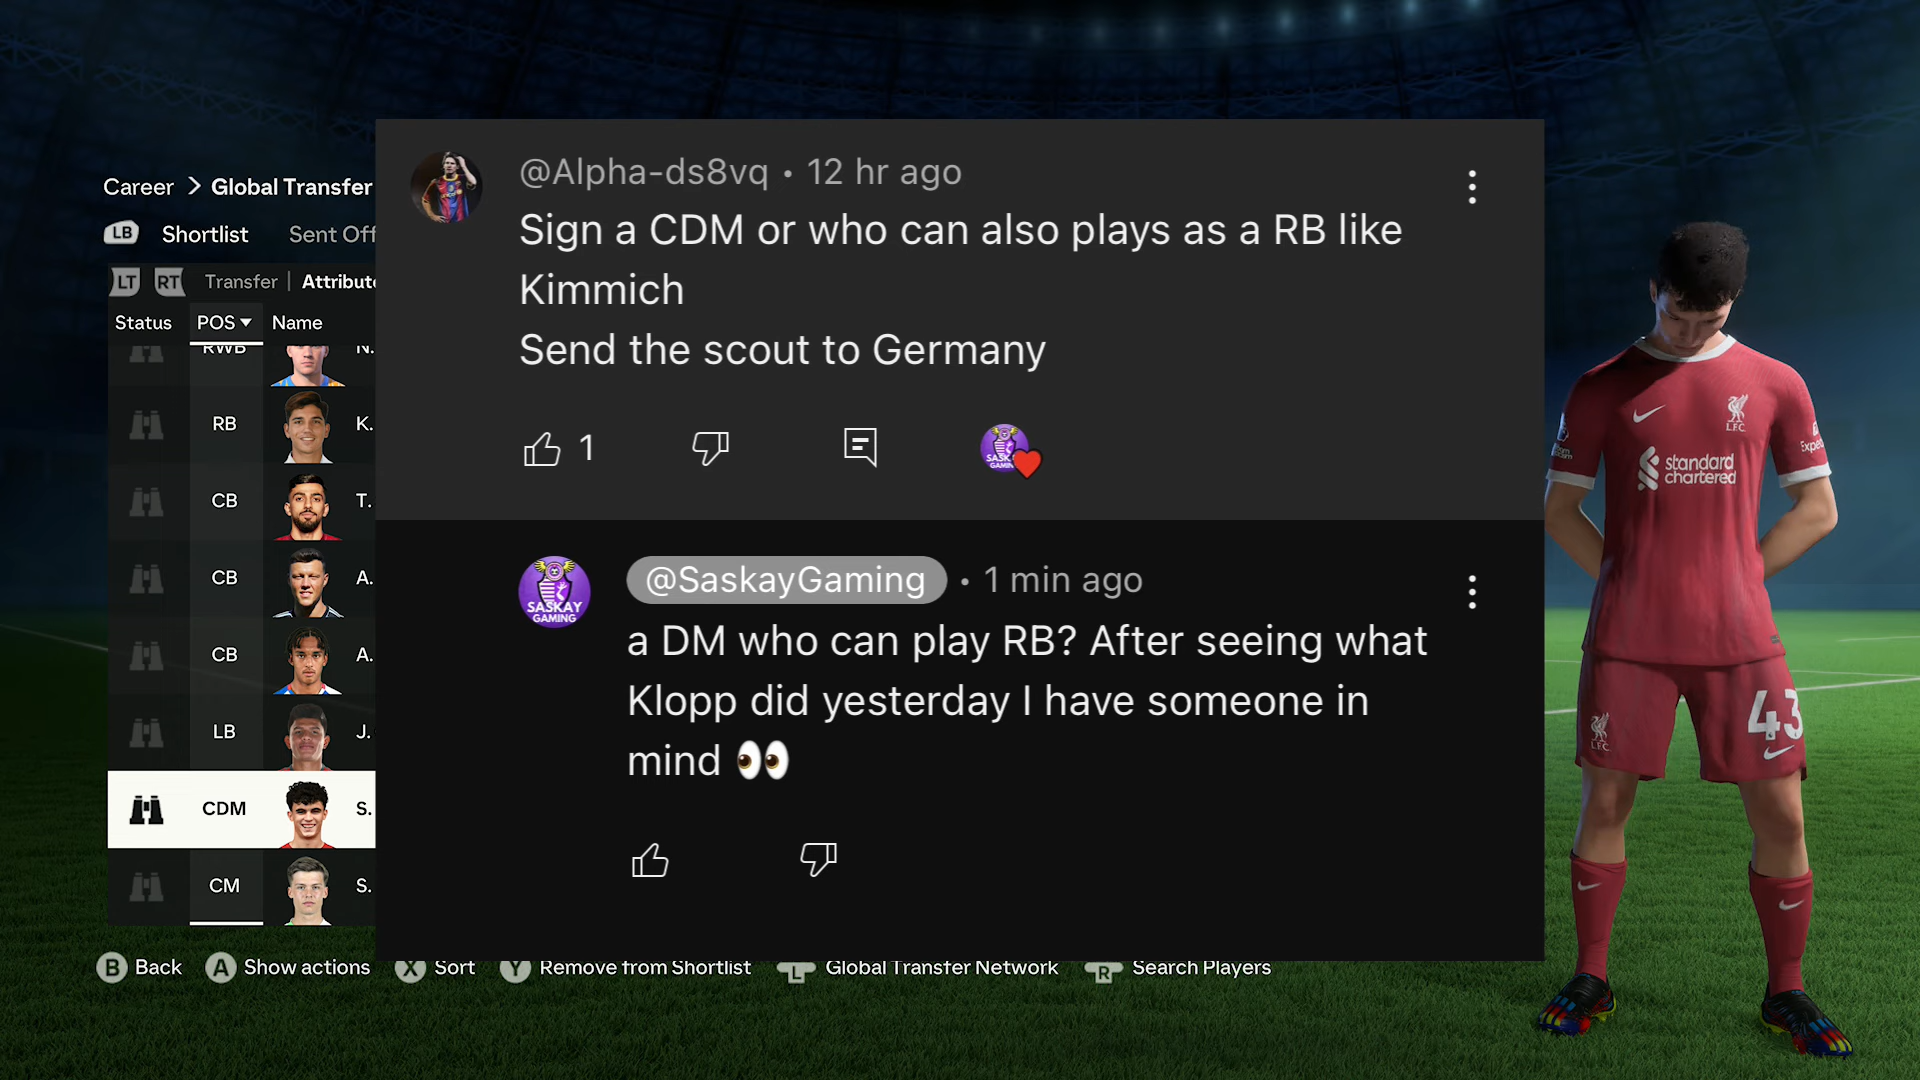 Career > Global Transfer
LB Shortlist Sent Off
LT RT Transfer | Attribute
Status POS Name
RWB N.
RB K.
CB T.
CB A.
CB A.
LB J.
CDM S.
CM S.
@Alpha-ds8vq • 12 hr ago
Sign a CDM or who can also plays as a RB like
Kimmich
Send the scout to Germany
1
SASKAY
GAMING
@SaskayGaming • 1 min ago
a DM who can play RB? After seeing what
Klopp did yesterday I have someone in
mind 👀
B Back A Show actions X Sort Y Remove from Shortlist L Global Transfer Network R Search Players
L.F.C.
standard
chartered
Expe
43
L.F.C.